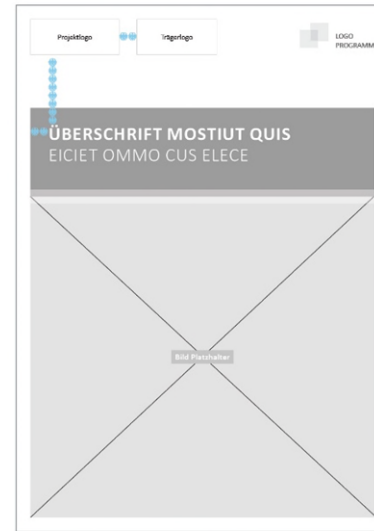 Projektlogo
Trägerlogo
LOGO
PROGRAMM
ÜBERSCHRIFT MOSTIUT QUIS
EICIET OMMO CUS ELECE
Bild Platzhalter